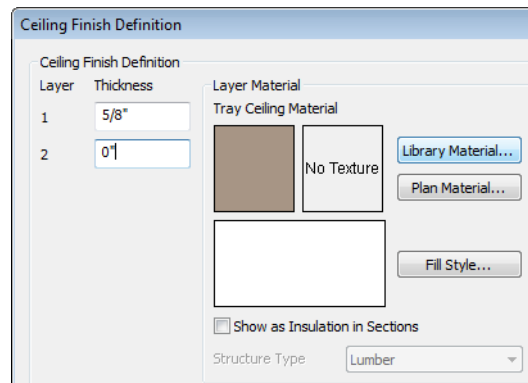 Ceiling Finish Definition
Ceiling Finish Definition
Layer Thickness
1 5/8"
2 0"
Layer Material
Tray Ceiling Material
No Texture
Library Material...
Plan Material...
Fill Style...
Show as Insulation in Sections
Structure Type Lumber